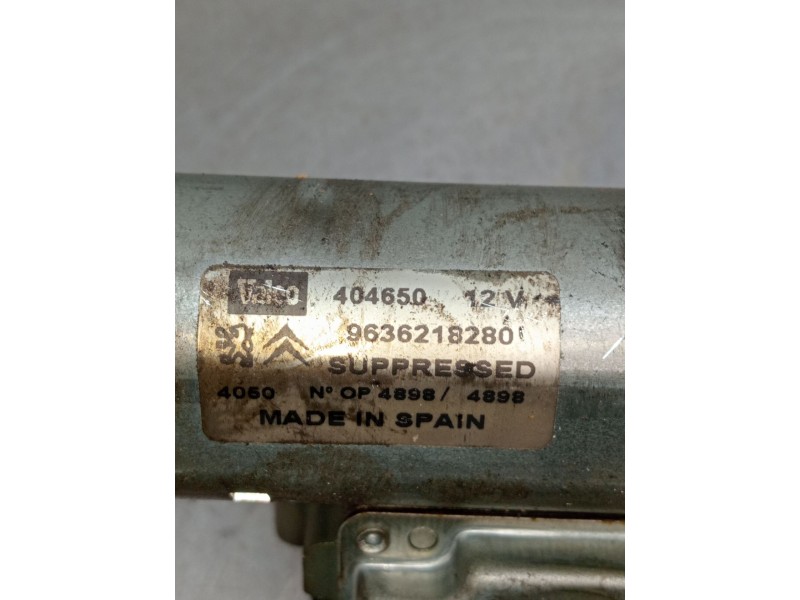 Valeo 404650 12 V
9636218280
SUPPRESSED
4050 N° OP 4898/ 4898
MADE IN SPAIN